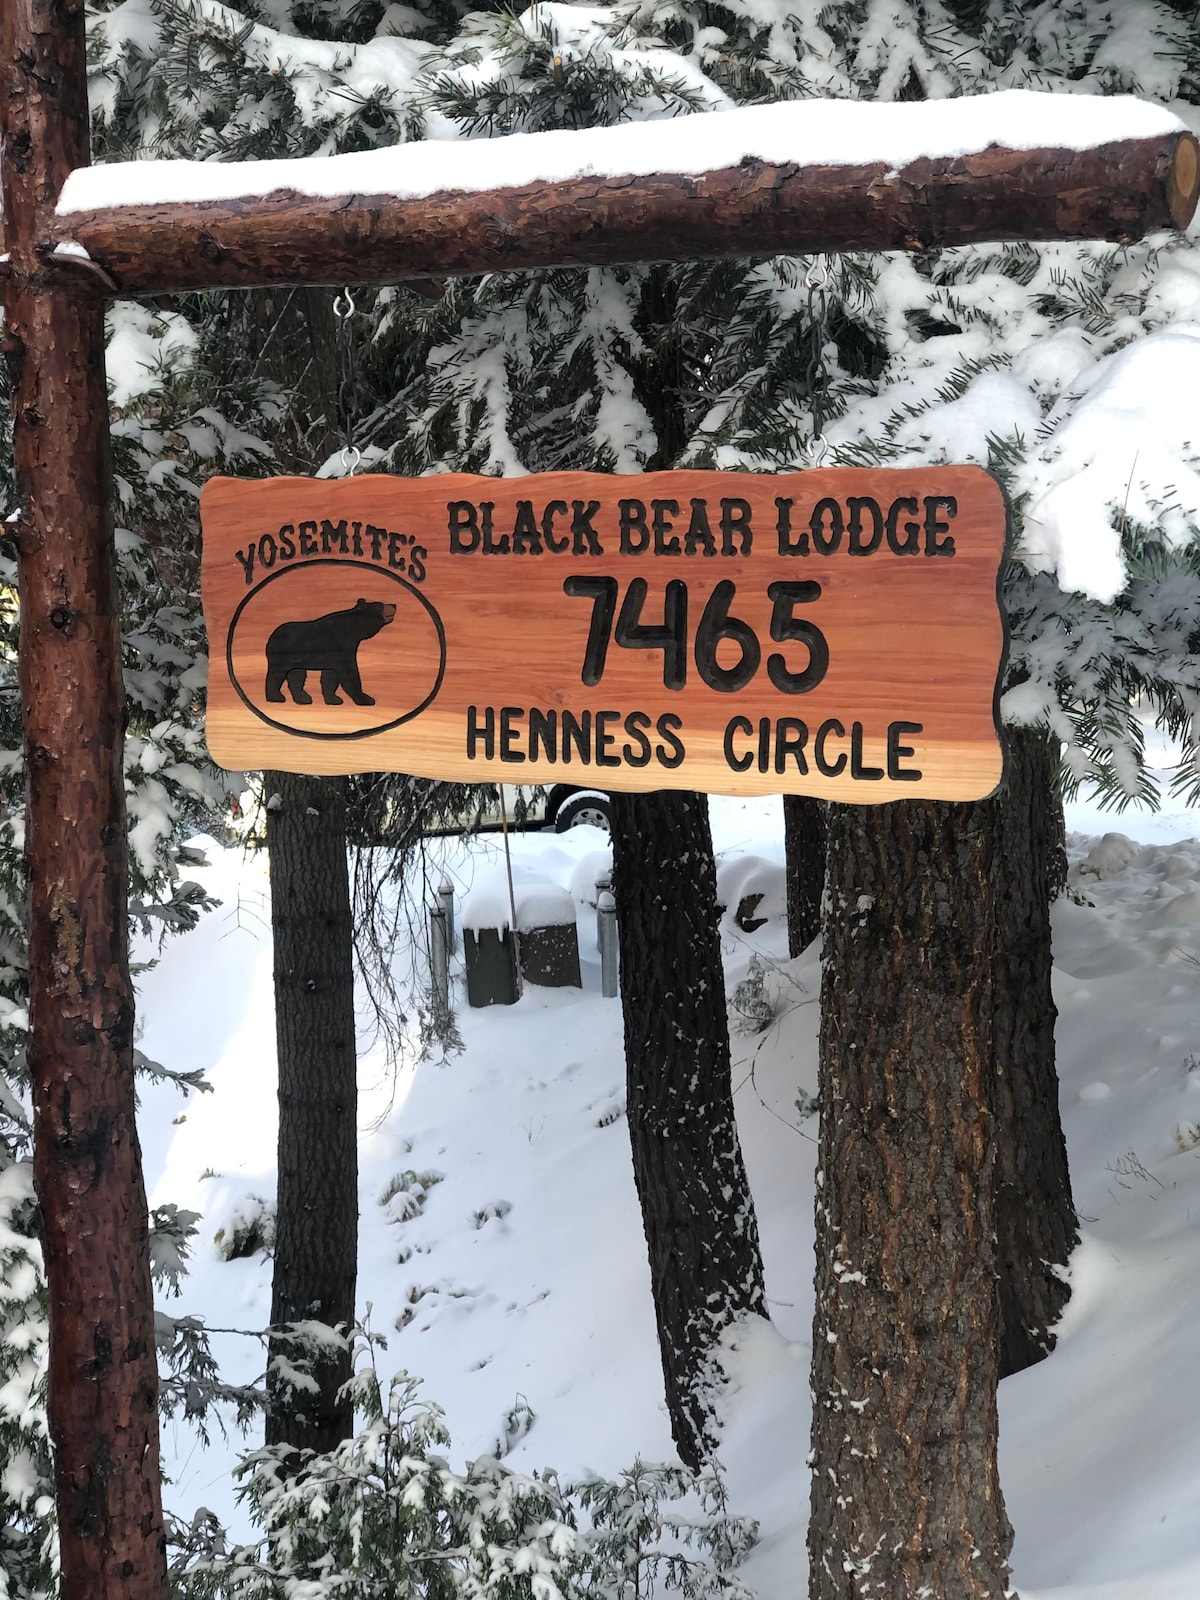 YOSEMITE'S
BLACK BEAR LODGE
7465
HENNESS CIRCLE